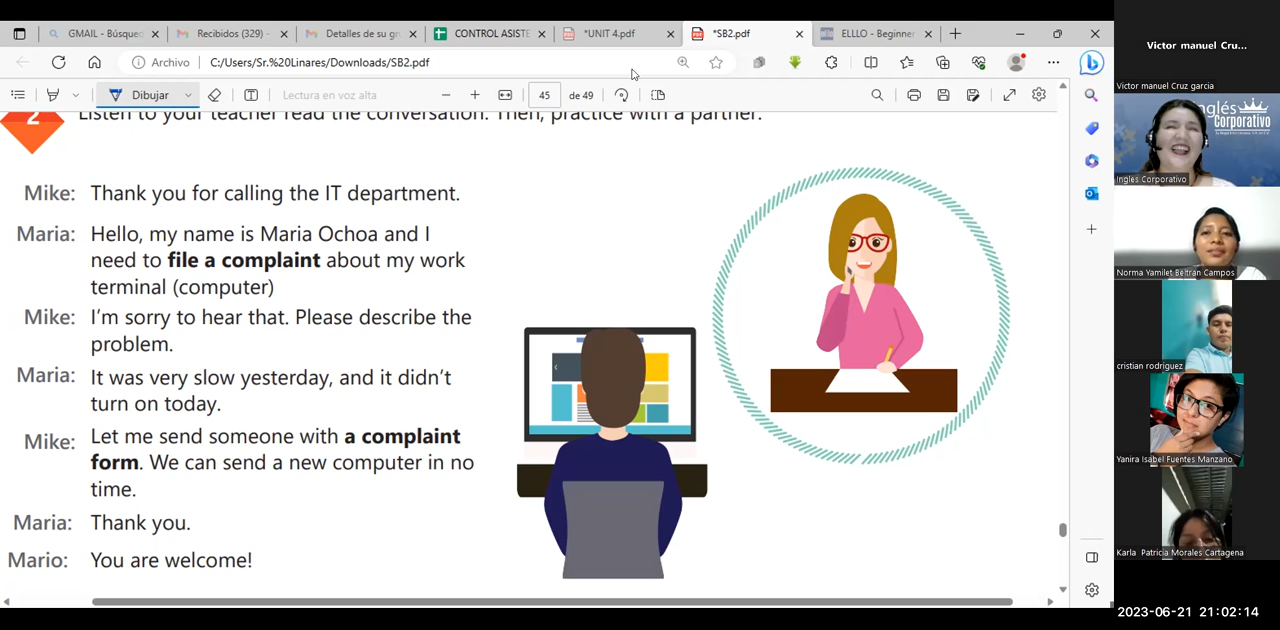 GMAIL - Búsque
Recibidos (329) -
Detalles de su gr
CONTROL ASISTE
*UNIT 4.pdf
*SB2.pdf
ELLLO - Beginner
Archivo
C:/Users/Sr.%20Linares/Downloads/SB2.pdf
Dibujar
Lectura en voz alta
45
de 49
2
Listen to your teacher read the conversation. Then, practice with a partner.
Mike: Thank you for calling the IT department.
Maria: Hello, my name is Maria Ochoa and I
need to file a complaint about my work
terminal (computer)
Mike: I'm sorry to hear that. Please describe the
problem.
Maria: It was very slow yesterday, and it didn't
turn on today.
Mike: Let me send someone with a complaint
form. We can send a new computer in no
time.
Maria: Thank you.
Mario: You are welcome!
Victor manuel Cru...
Victor manuel Cruz garcia
Inglés
Corporativo
Inglés Corporativo
Norma Yamilet Beltran Campos
cristian rodriguez
Yanira Isabel Fuentes Manzano
Karla Patricia Morales Cartagena
2023-06-21 21:02:14